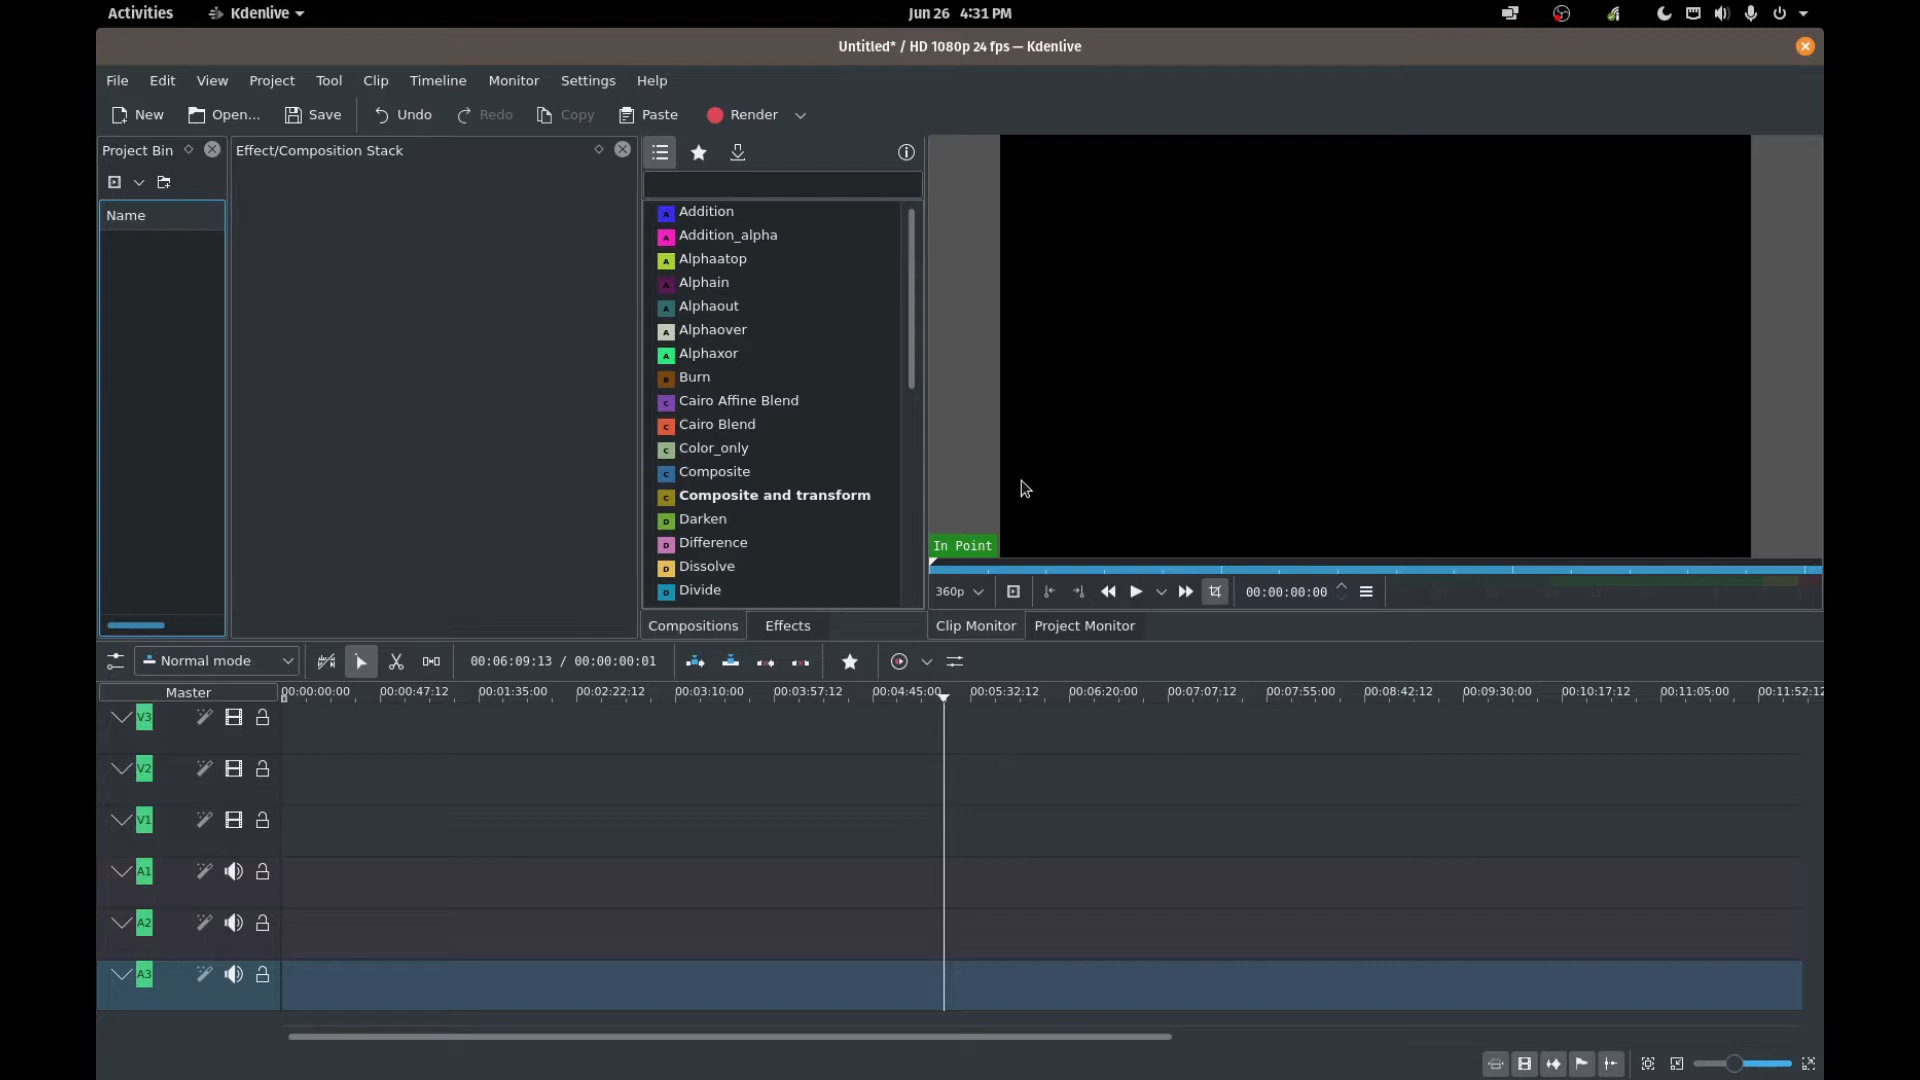 Activities Kdenlive Jun 26 4:31 PM
Untitled* / HD 1080p 24 fps — Kdenlive
File Edit View Project Tool Clip Timeline Monitor Settings Help
New Open... Save Undo Redo Copy Paste Render
Project Bin Effect/Composition Stack
Name
A Addition
A Addition_alpha
A Alphaatop
A Alphain
A Alphaout
A Alphaover
A Alphaxor
Burn
C Cairo Affine Blend
C Cairo Blend
C Color_only
C Composite
C Composite and transform
D Darken
D Difference
D Dissolve
D Divide
In Point
360p 00:00:00:00
Compositions Effects Clip Monitor Project Monitor
Normal mode 00:06:09:13 / 00:00:00:01
Master 00:00:00:00 00:00:47:12 00:01:35:00 00:02:22:12 00:03:10:00 00:03:57:12 00:04:45:00 00:05:32:12 00:06:20:00 00:07:07:12 00:07:55:00 00:08:42:12 00:09:30:00 00:10:17:12 00:11:05:00 00:11:52:12
V3
V2
V1
A1
A2
A3